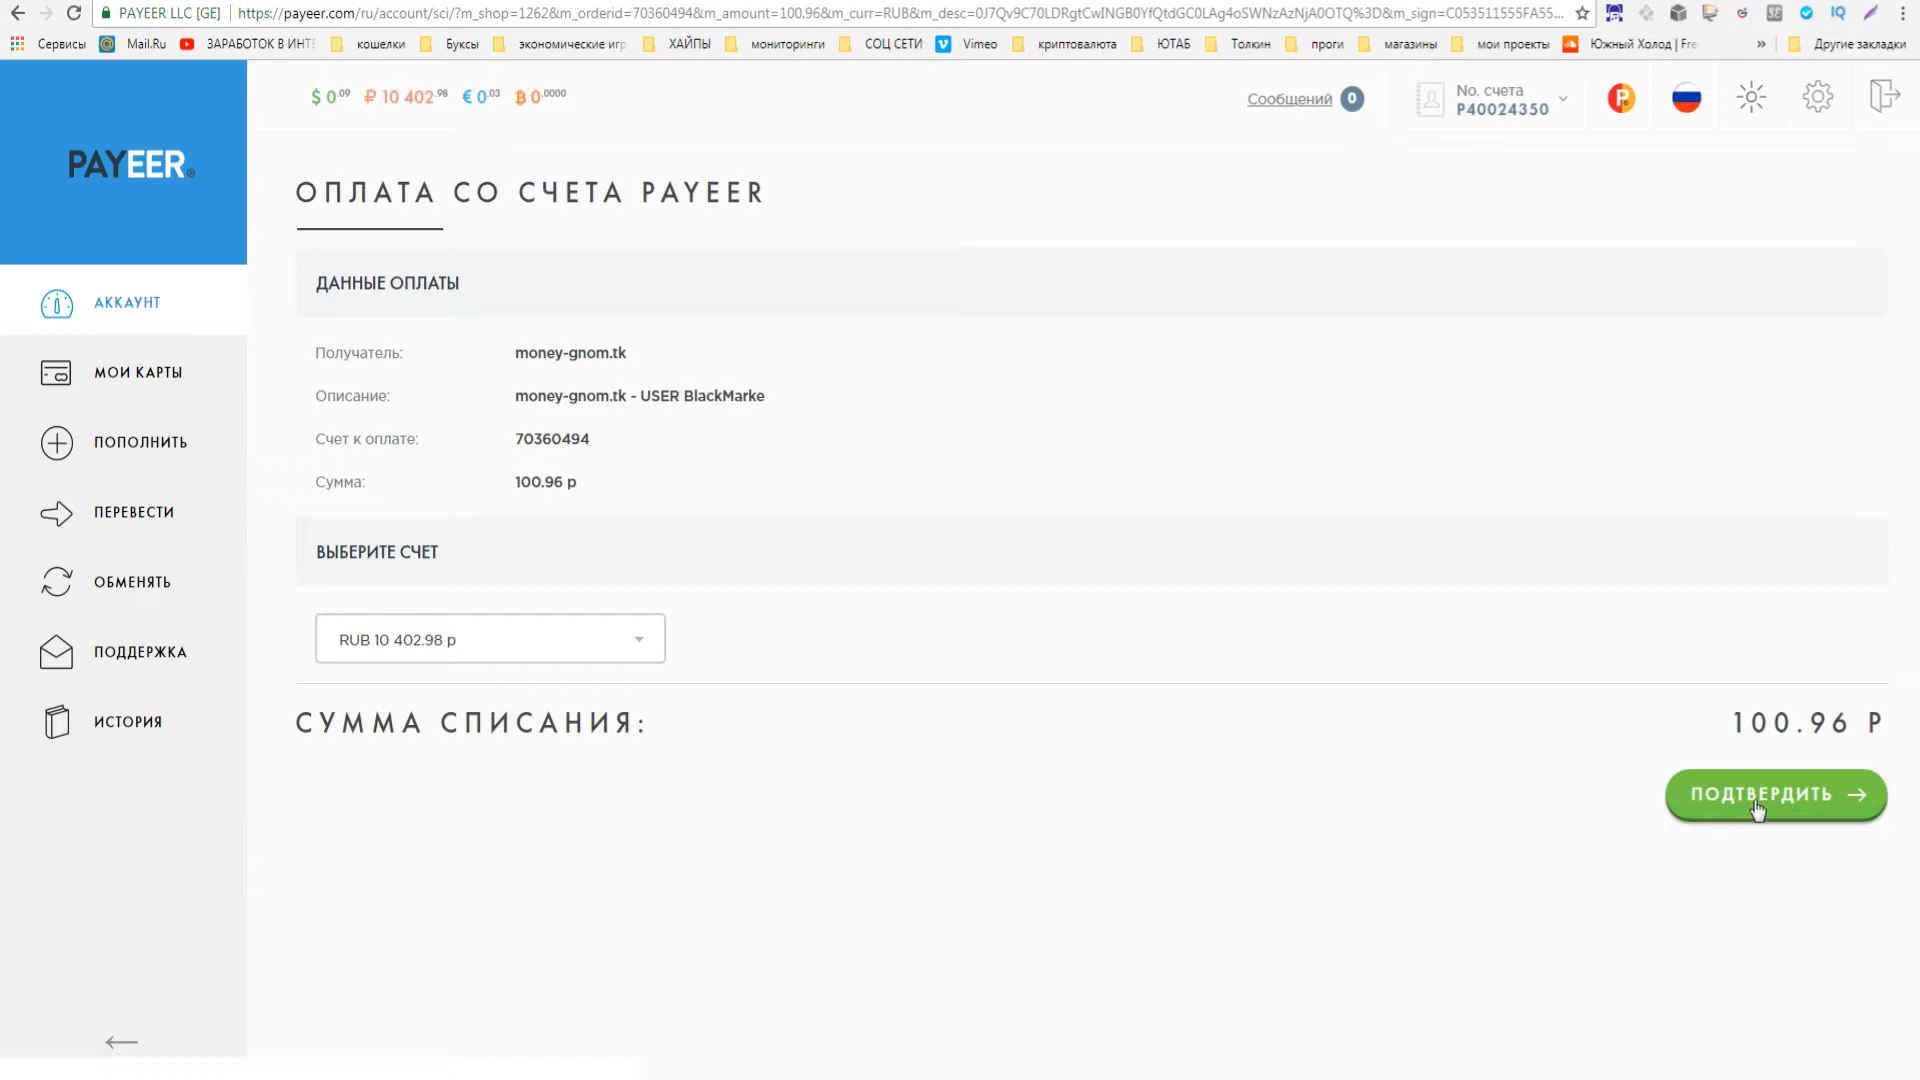 PAYEER LLC [GE] https://payeer.com/ru/account/sci/?m_shop=1262&m_orderid=70360494&m_amount=100.96&m_curr=RUB&m_desc=0J7Qv9C70LDRgtCwINGB0YfQtdGC0LAg4oSWNzAzNjA0OTQ%3D&m_sign=C053511555FA55...
Сервисы Mail.Ru ЗАРАБОТОК В ИНТЕ кошелки Буксы экономические игр ХАЙПЫ мониторинги СОЦ СЕТИ Vimeo криптовалюта ЮТАБ Толкин проги магазины мои проекты Южный Холод | Fre » Другие закладки
$ 0.09 ₽ 10 402.98 € 0.03 ₿ 0.0000
Сообщений 0
No. счета
P40024350
PAYEER
ОПЛАТА СО СЧЕТА PAYEER
АККАУНТ
МОИ КАРТЫ
ПОПОЛНИТЬ
ПЕРЕВЕСТИ
ОБМЕНЯТЬ
ПОДДЕРЖКА
ИСТОРИЯ
ДАННЫЕ ОПЛАТЫ
Получатель: money-gnom.tk
Описание: money-gnom.tk - USER BlackMarke
Счет к оплате: 70360494
Сумма: 100.96 р
ВЫБЕРИТЕ СЧЕТ
RUB 10 402.98 р
СУММА СПИСАНИЯ: 100.96 Р
ПОДТВЕРДИТЬ →